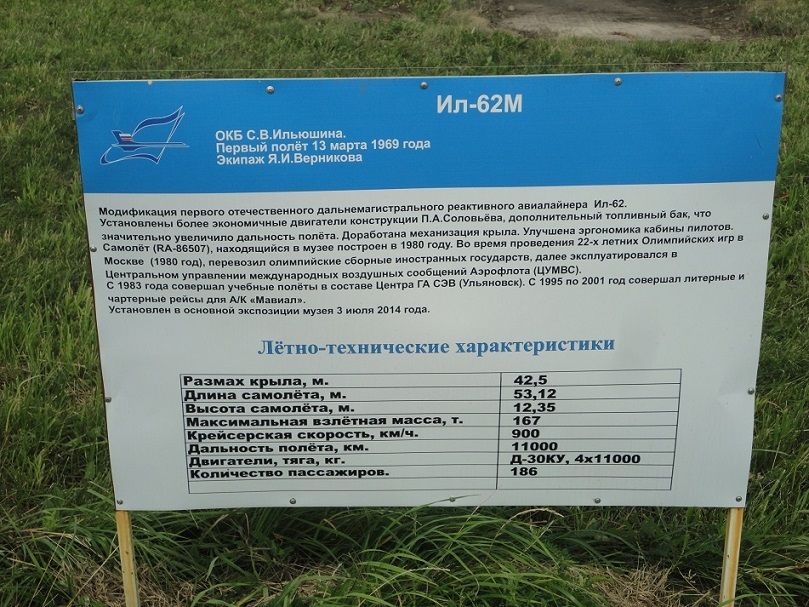 Ил-62М
ОКБ С.В.Ильюшина.
Первый полёт 13 марта 1969 года
Экипаж Я.И.Верникова
Модификация первого отечественного дальнемагистрального реактивного авиалайнера Ил-62.
Установлены более экономичные двигатели конструкции П.А.Соловьёва, дополнительный топливный бак, что
значительно увеличило дальность полёта. Доработана механизация крыла. Улучшена эргономика кабины пилотов.
Самолёт (RA-86507), находящийся в музее построен в 1980 году. Во время проведения 22-х летних Олимпийских игр в
Москве (1980 год), перевозил олимпийские сборные иностранных государств, далее эксплуатировался в
Центральном управлении международных воздушных сообщений Аэрофлота (ЦУМВС).
С 1983 года совершал учебные полёты в составе Центра ГА СЭВ (Ульяновск). С 1995 по 2001 год совершал литерные и
чартерные рейсы для А/К «Мавиал».
Установлен в основной экспозиции музея 3 июля 2014 года.
Лётно-технические характеристики
Размах крыла, м. 42,5
Длина самолёта, м. 53,12
Высота самолёта, м. 12,35
Максимальная взлётная масса, т. 167
Крейсерская скорость, км/ч. 900
Дальность полёта, км. 11000
Двигатели, тяга, кг. Д-30КУ, 4х11000
Количество пассажиров. 186